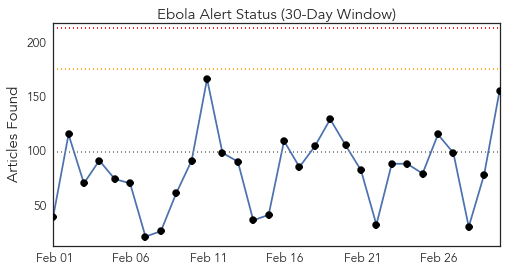 Ebola Alert Status (30-Day Window)
Articles Found
200
150
100
50
Feb 01 Feb 06 Feb 11 Feb 16 Feb 21 Feb 26